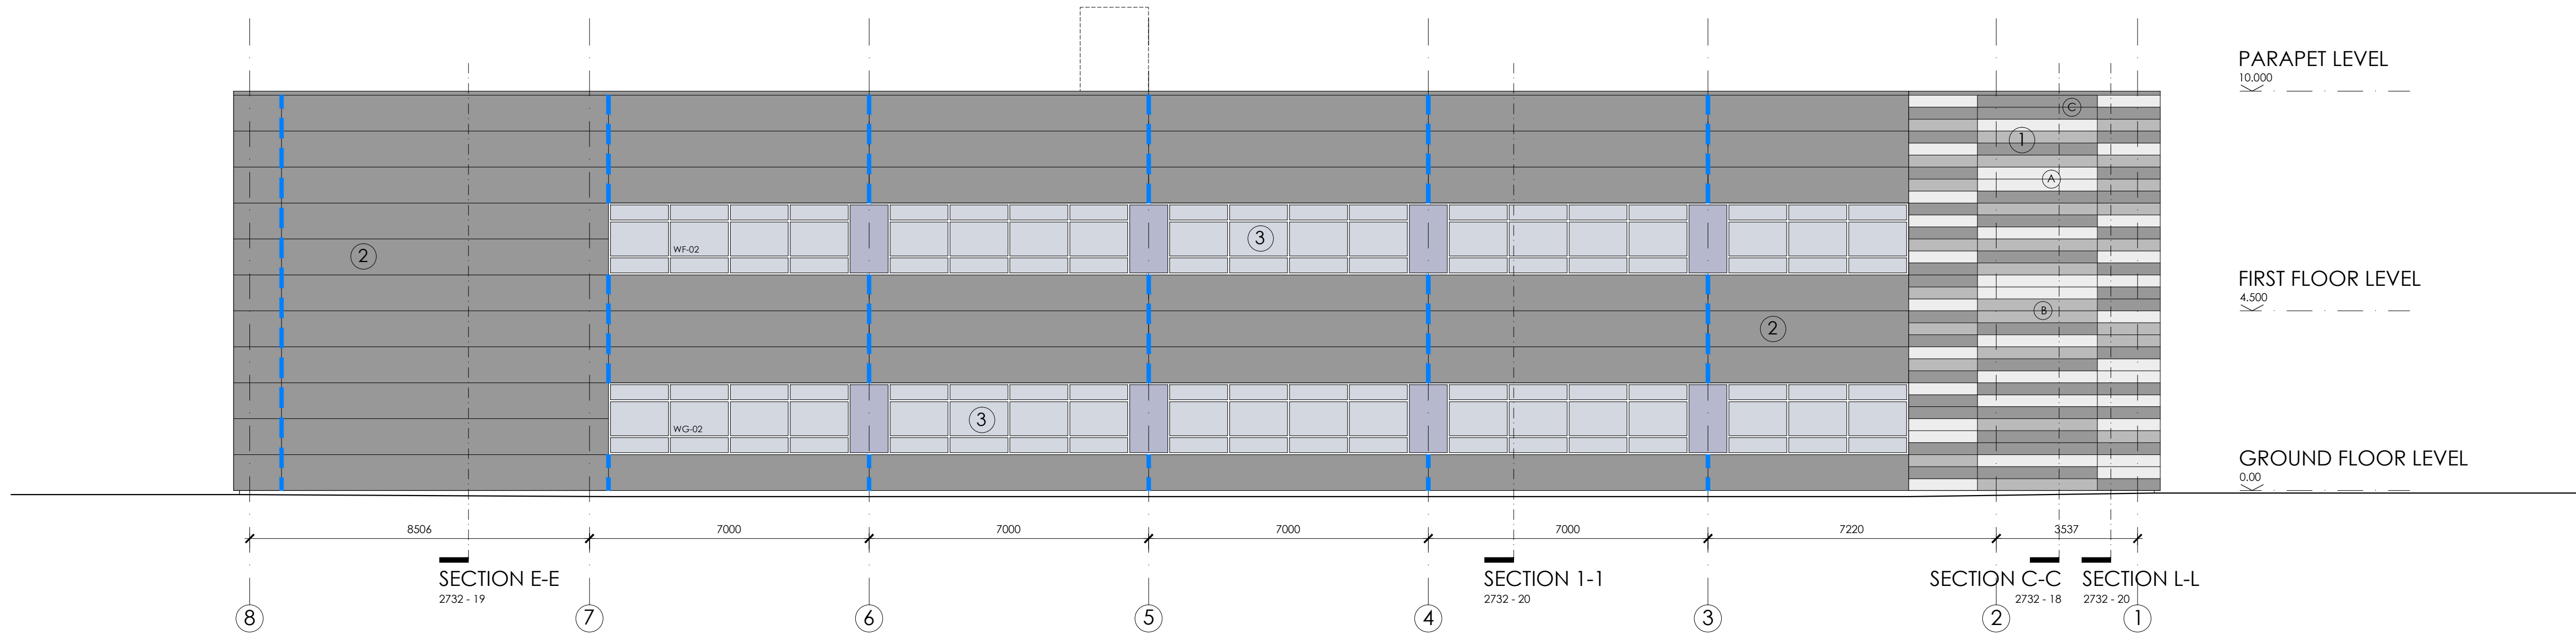 PARAPET LEVEL
10.000
C
1
A
2
WF-02
3
FIRST FLOOR LEVEL
4.500
B
2
WG-02
3
GROUND FLOOR LEVEL
0.00
8506
7000
7000
7000
7000
7220
3537
SECTION E-E
2732 - 19
SECTION 1-1
2732 - 20
SECTION C-C
2732 - 18
SECTION L-L
2732 - 20
8
7
6
5
4
3
2
1